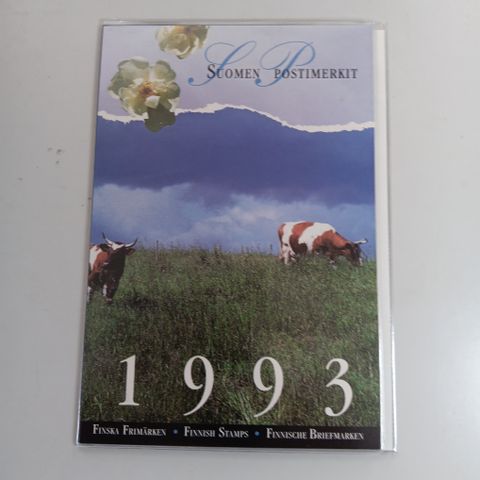 SUOMEN POSTIMERKIT
1993
FINSKA FRIMÄRKEN • FINNISH STAMPS • FINNISCHE BRIEFMARKEN